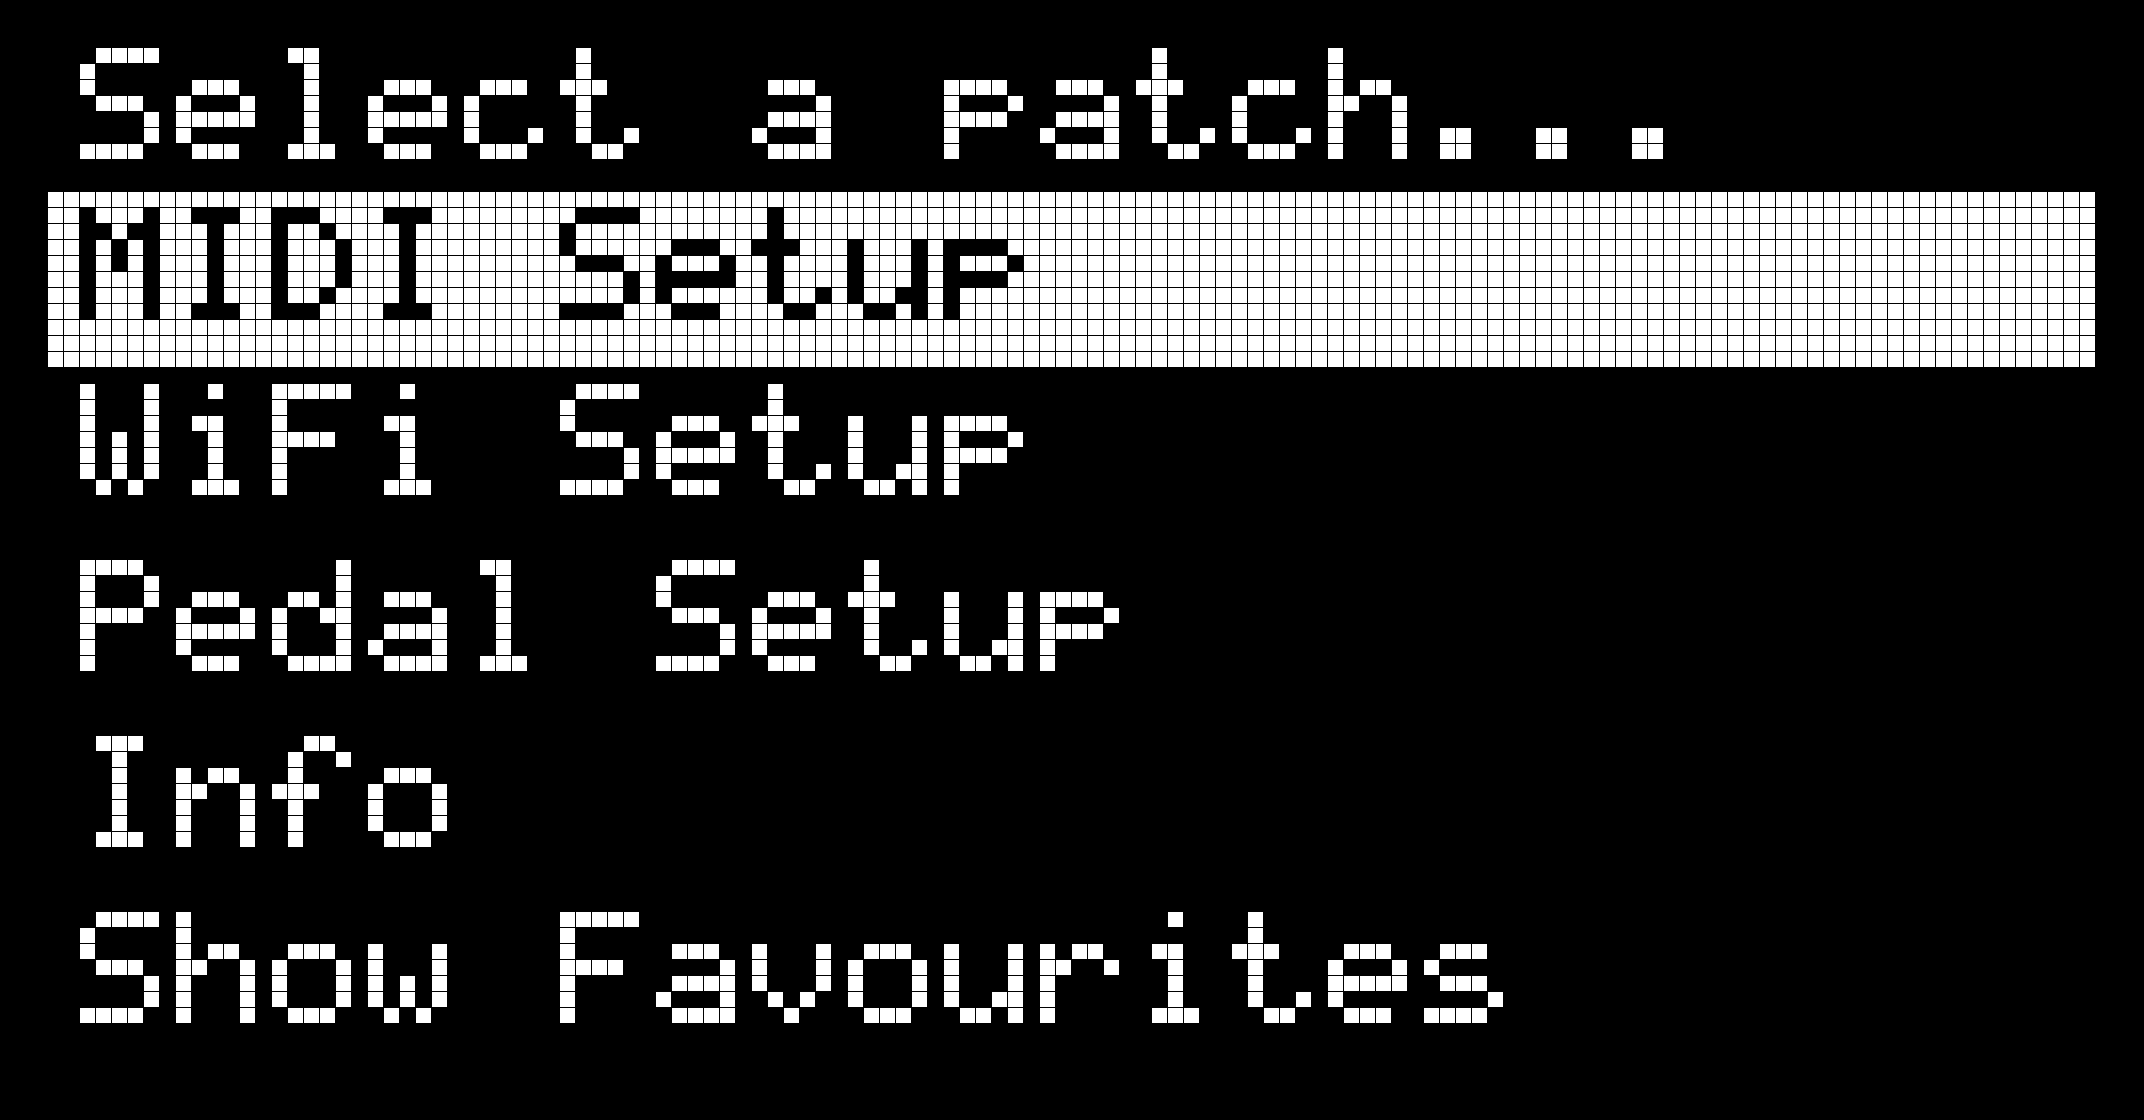 Select a patch...
MIDI Setup
WiFi Setup
Pedal Setup
Info
Show Favourites